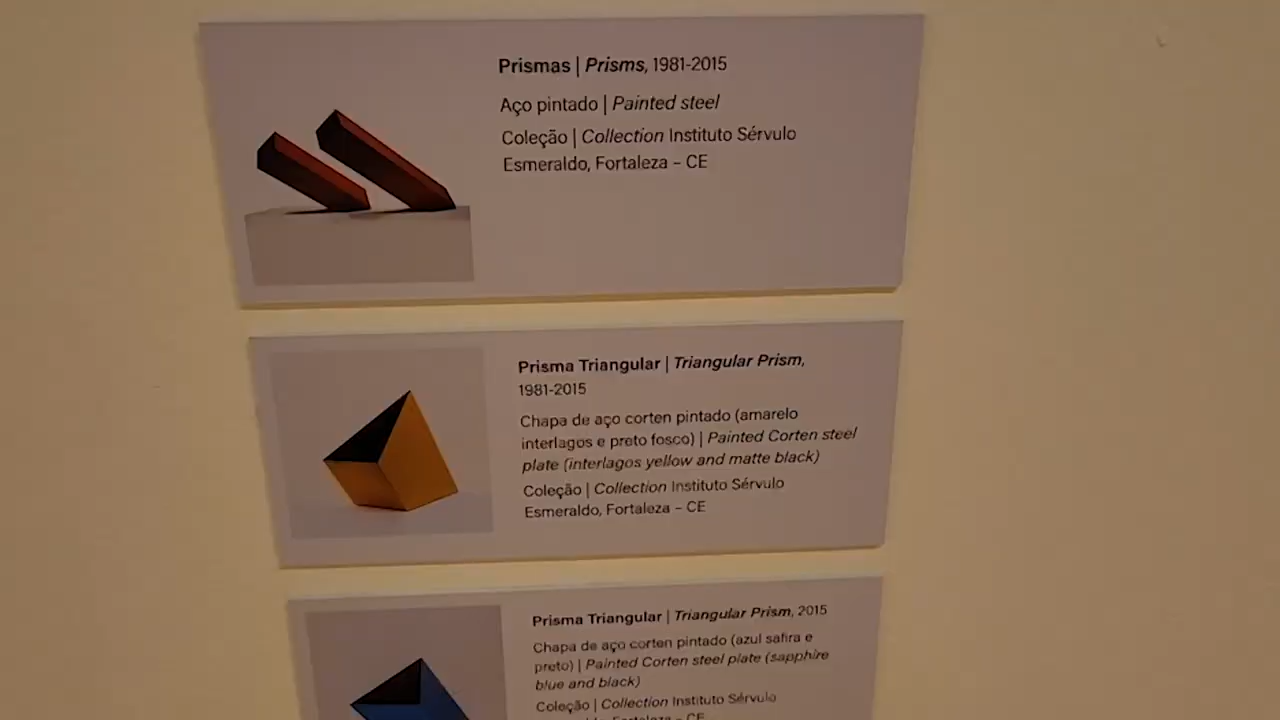 Prismas | Prisms, 1981-2015
Aço pintado | Painted steel
Coleção | Collection Instituto Sérvulo
Esmeraldo, Fortaleza – CE
Prisma Triangular | Triangular Prism,
1981-2015
Chapa de aço corten pintado (amarelo
interlagos e preto fosco) | Painted Corten steel
plate (interlagos yellow and matte black)
Coleção | Collection Instituto Sérvulo
Esmeraldo, Fortaleza – CE
Prisma Triangular | Triangular Prism, 2015
Chapa de aço corten pintado (azul safira e
preto) | Painted Corten steel plate (sapphire
blue and black)
Coleção | Collection Instituto Sérvulo
Fortaleza – CE